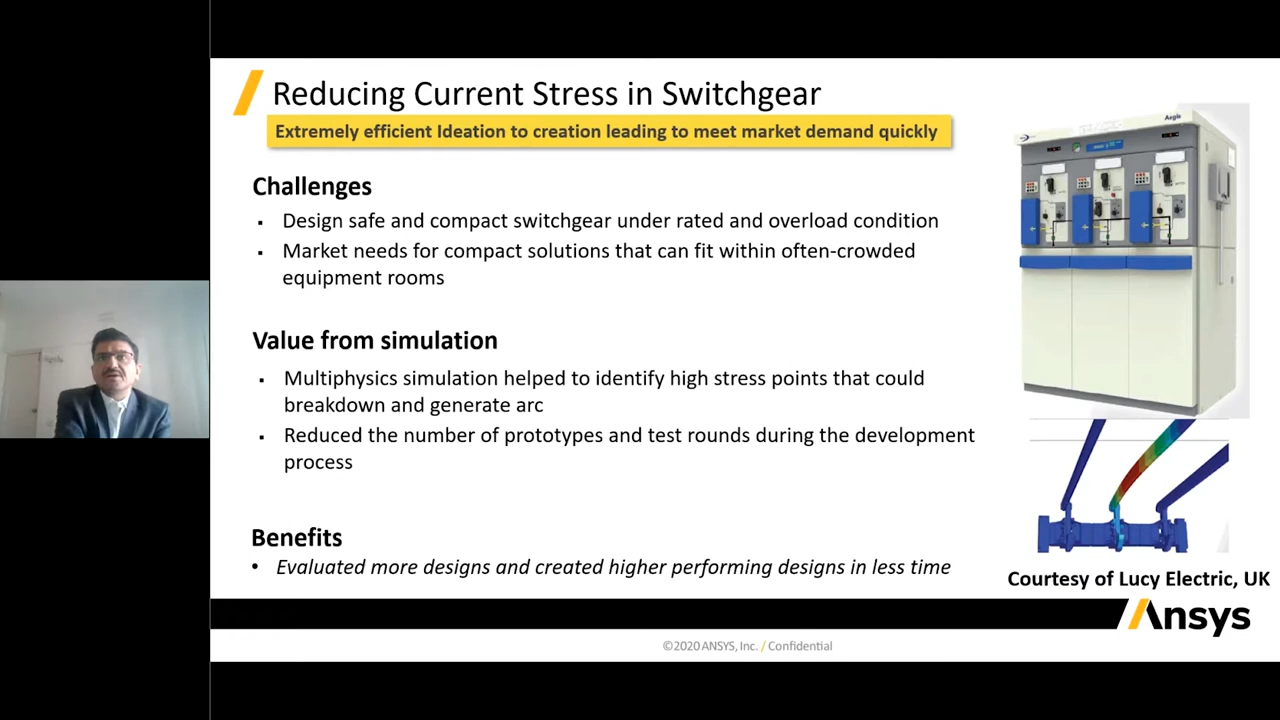 Reducing Current Stress in Switchgear
Extremely efficient Ideation to creation leading to meet market demand quickly
Challenges
▪ Design safe and compact switchgear under rated and overload condition
▪ Market needs for compact solutions that can fit within often-crowded
equipment rooms
Value from simulation
▪ Multiphysics simulation helped to identify high stress points that could
breakdown and generate arc
▪ Reduced the number of prototypes and test rounds during the development
process
Benefits
• Evaluated more designs and created higher performing designs in less time
Aegis
Courtesy of Lucy Electric, UK
Ansys
©2020 ANSYS, Inc. / Confidential